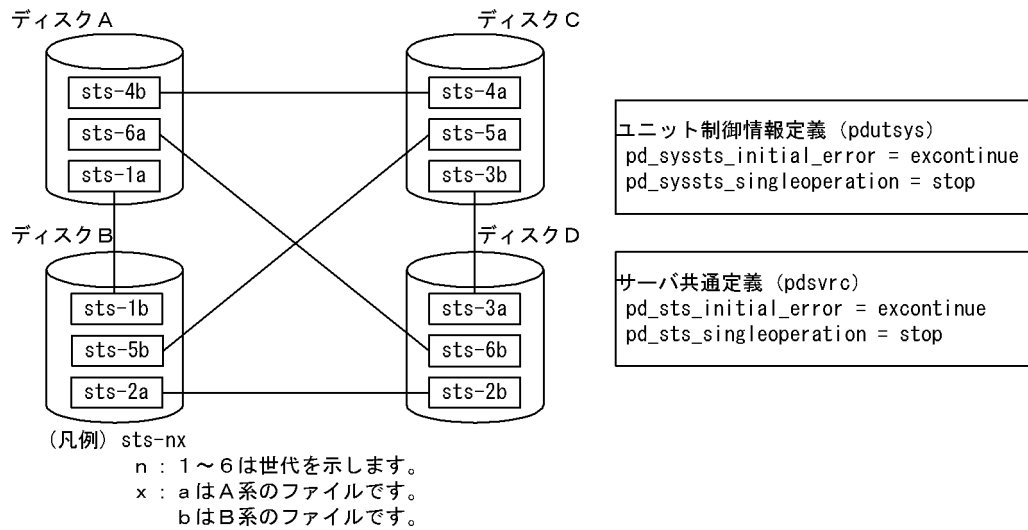 ディスクA
sts-4b
sts-6a
sts-1a
ディスクC
sts-4a
sts-5a
sts-3b
ディスクB
sts-1b
sts-5b
sts-2a
ディスクD
sts-3a
sts-6b
sts-2b
ユニット制御情報定義 (pdutsys)
pd_syssts_initial_error = excontinue
pd_syssts_singleoperation = stop
サーバ共通定義 (pdsvrc)
pd_sts_initial_error = excontinue
pd_sts_singleoperation = stop
(凡例) sts-nx
n : 1~6は世代を示します。
x : aはA系のファイルです。
bはB系のファイルです。